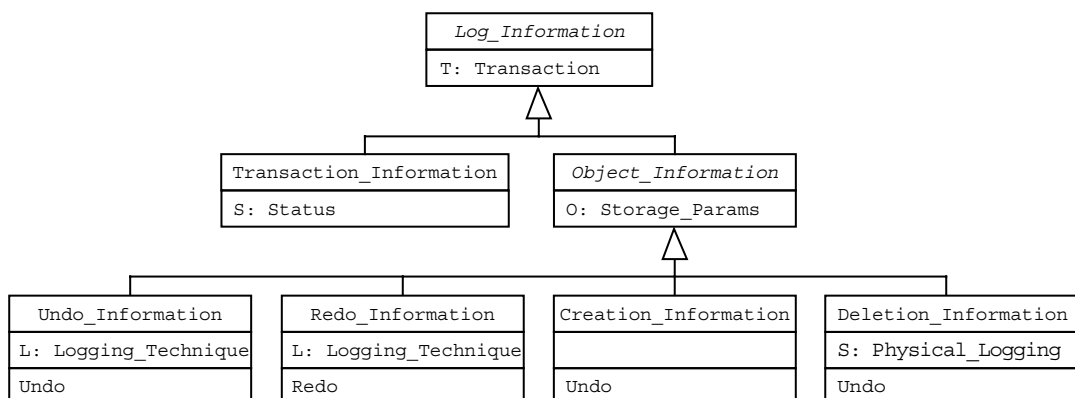 Log_Information
T: Transaction
Transaction_Information
S: Status
Object_Information
O: Storage_Params
Undo_Information
L: Logging_Technique
Undo
Redo_Information
L: Logging_Technique
Redo
Creation_Information
Undo
Deletion_Information
S: Physical_Logging
Undo